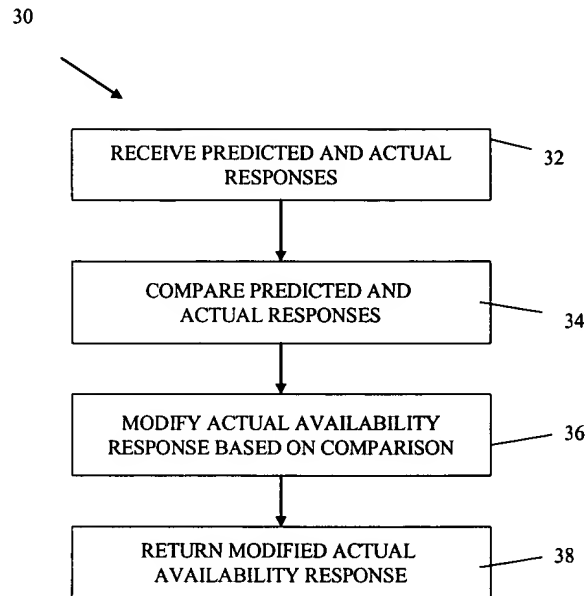 30
RECEIVE PREDICTED AND ACTUAL
RESPONSES
32
COMPARE PREDICTED AND
ACTUAL RESPONSES
34
MODIFY ACTUAL AVAILABILITY
RESPONSE BASED ON COMPARISON
36
RETURN MODIFIED ACTUAL
AVAILABILITY RESPONSE
38